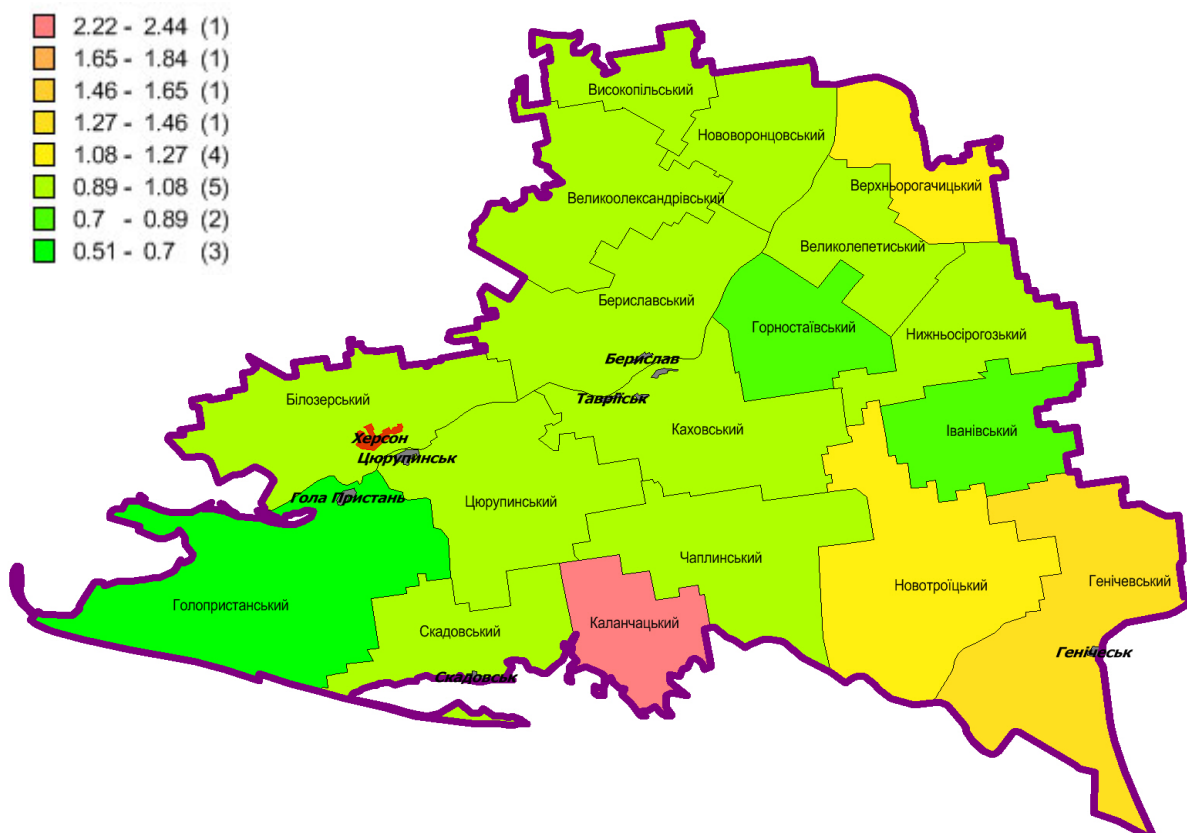 2.22 - 2.44 (1)
1.65 - 1.84 (1)
1.46 - 1.65 (1)
1.27 - 1.46 (1)
1.08 - 1.27 (4)
0.89 - 1.08 (5)
0.7 - 0.89 (2)
0.51 - 0.7 (3)
Високопільський
Нововоронцовський
Верхньорогачицький
Великоолександрівський
Великолепетиський
Бериславський
Горностаївський
Нижньосірогозький
Берислав
Таврійськ
Білозерський
Каховський
Іванівський
Херсон
Цюрупинськ
Гола Пристань
Цюрупинський
Чаплинський
Новотроїцький
Генічевський
Голопристанський
Каланчацький
Скадовський
Генічеськ
Скадовськ